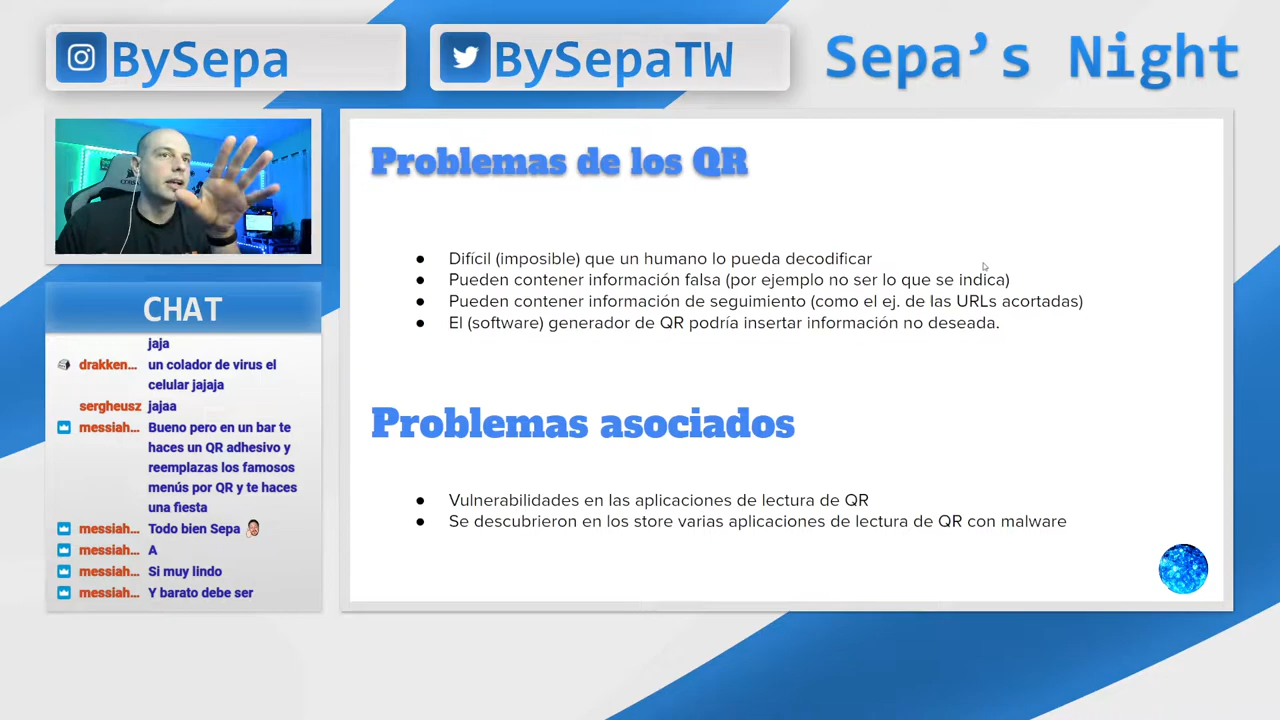 BySepa
BySepaTW
Sepa’s Night
CHAT
jaja
drakken… un colador de virus el
celular jajaja
sergheusz jajaa
messiah… Bueno pero en un bar te
haces un QR adhesivo y
reemplazas los famosos
menús por QR y te haces
una fiesta
messiah… Todo bien Sepa
messiah… A
messiah… Si muy lindo
messiah… Y barato debe ser
Problemas de los QR
● Difícil (imposible) que un humano lo pueda decodificar
● Pueden contener información falsa (por ejemplo no ser lo que se indica)
● Pueden contener información de seguimiento (como el ej. de las URLs acortadas)
● El (software) generador de QR podría insertar información no deseada.
Problemas asociados
● Vulnerabilidades en las aplicaciones de lectura de QR
● Se descubrieron en los store varias aplicaciones de lectura de QR con malware